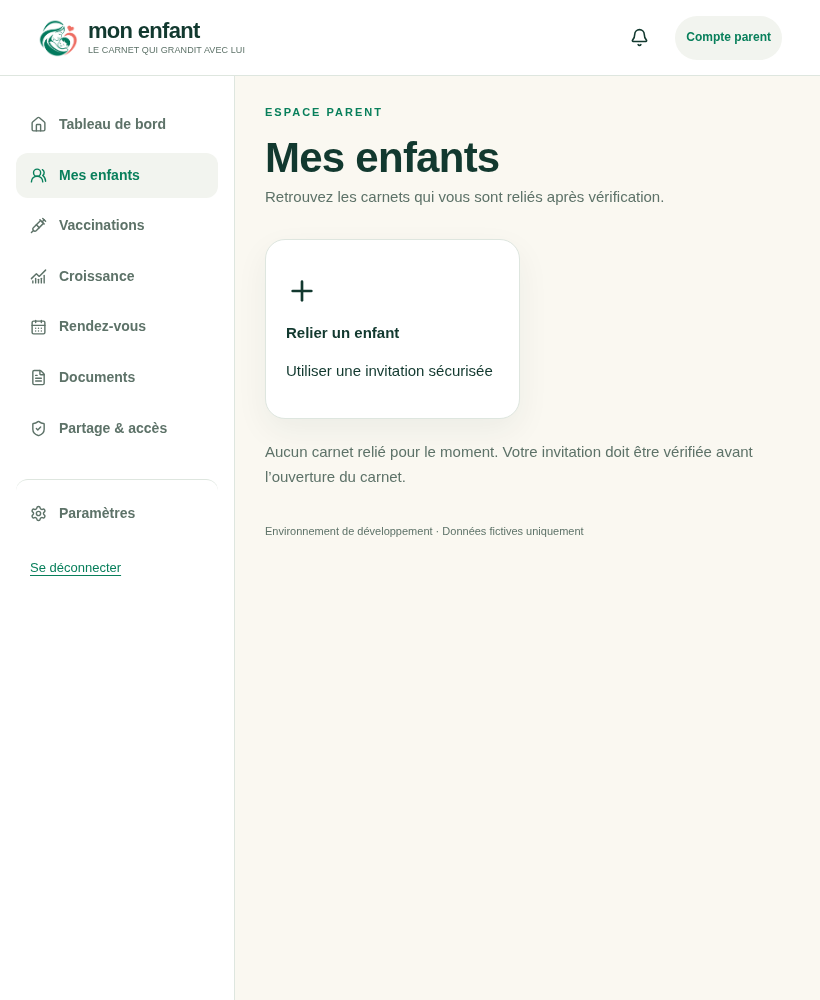 mon enfant
LE CARNET QUI GRANDIT AVEC LUI
Compte parent
Tableau de bord
Mes enfants
Vaccinations
Croissance
Rendez-vous
Documents
Partage & accès
Paramètres
Se déconnecter
ESPACE PARENT
Mes enfants
Retrouvez les carnets qui vous sont reliés après vérification.
Relier un enfant
Utiliser une invitation sécurisée
Aucun carnet relié pour le moment. Votre invitation doit être vérifiée avant
l'ouverture du carnet.
Environnement de développement · Données fictives uniquement